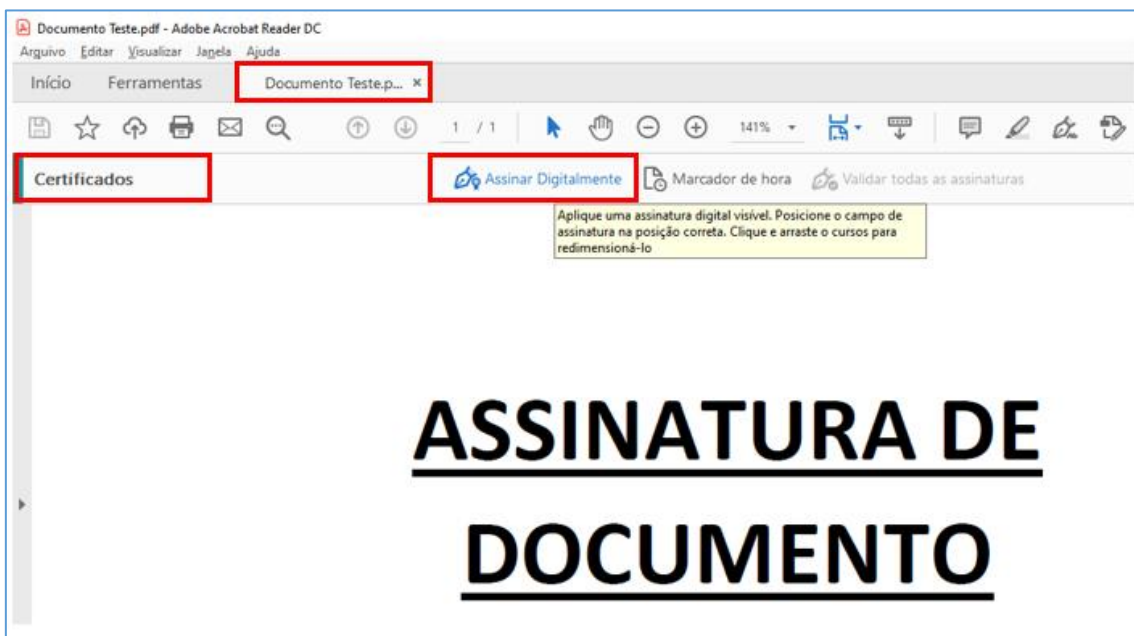 Documento Teste.pdf - Adobe Acrobat Reader DC
Arquivo Editar Visualizar Janela Ajuda
Início Ferramentas Documento Teste.p... ×
1 / 1 141%
Certificados Assinar Digitalmente Marcador de hora Validar todas as assinaturas
Aplique uma assinatura digital visível. Posicione o campo de
assinatura na posição correta. Clique e arraste o cursos para
redimensioná-lo
ASSINATURA DE
DOCUMENTO